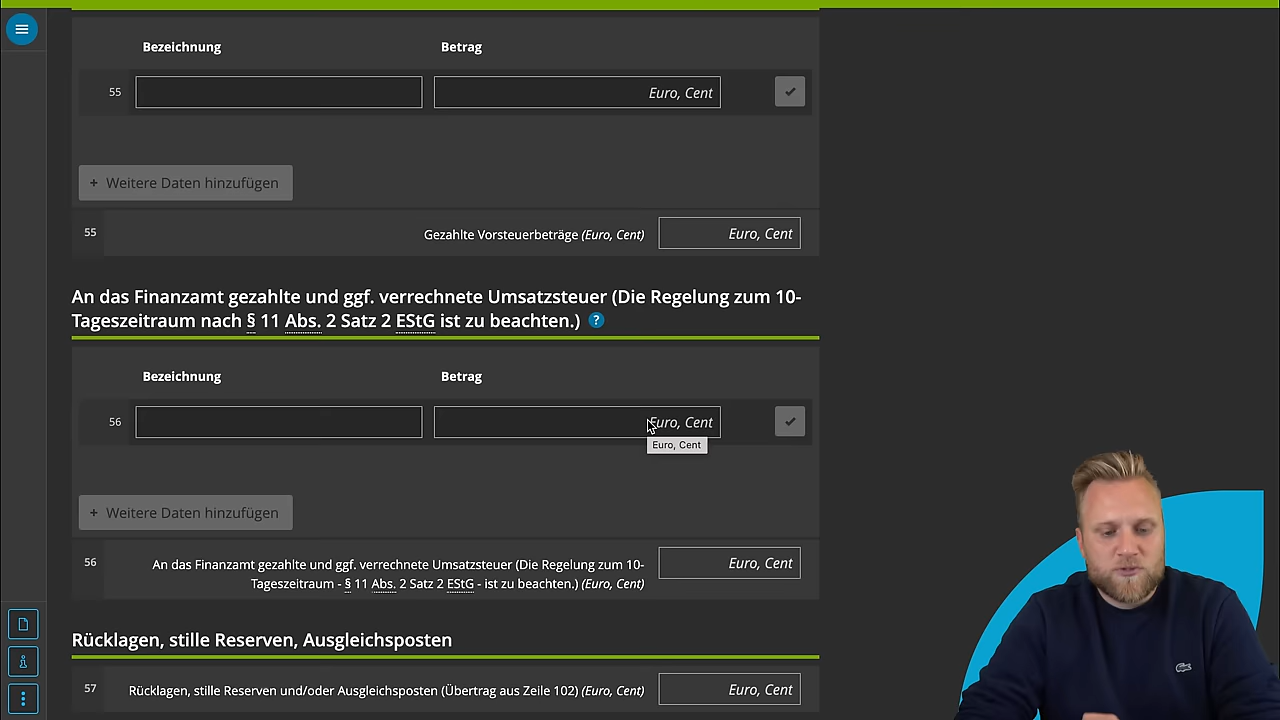 Bezeichnung Betrag
55 Euro, Cent
+ Weitere Daten hinzufügen
55 Gezahlte Vorsteuerbeträge (Euro, Cent) Euro, Cent
An das Finanzamt gezahlte und ggf. verrechnete Umsatzsteuer (Die Regelung zum 10-
Tageszeitraum nach § 11 Abs. 2 Satz 2 EStG ist zu beachten.) ?
Bezeichnung Betrag
56 Euro, Cent
Euro, Cent
+ Weitere Daten hinzufügen
56 An das Finanzamt gezahlte und ggf. verrechnete Umsatzsteuer (Die Regelung zum 10- Euro, Cent
Tageszeitraum - § 11 Abs. 2 Satz 2 EStG - ist zu beachten.) (Euro, Cent)
Rücklagen, stille Reserven, Ausgleichsposten
57 Rücklagen, stille Reserven und/oder Ausgleichsposten (Übertrag aus Zeile 102) (Euro, Cent) Euro, Cent